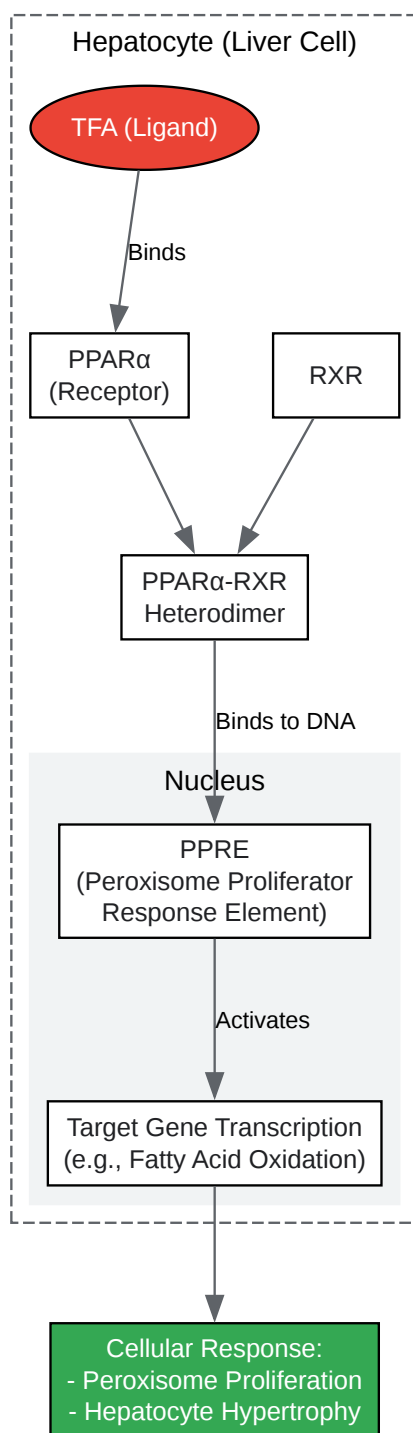 Hepatocyte (Liver Cell)
TFA (Ligand)
Binds
PPARα
(Receptor)
RXR
PPARα-RXR
Heterodimer
Binds to DNA
Nucleus
PPRE
(Peroxisome Proliferator
Response Element)
Activates
Target Gene Transcription
(e.g., Fatty Acid Oxidation)
Cellular Response:
- Peroxisome Proliferation
- Hepatocyte Hypertrophy